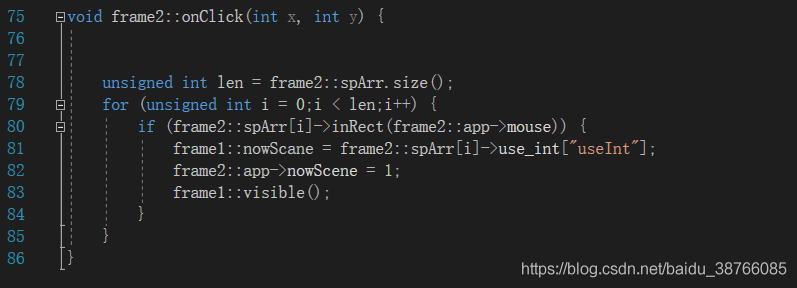 75 void frame2::onClick(int x, int y) {
76
77
78 unsigned int len = frame2::spArr.size();
79 for (unsigned int i = 0;i < len;i++) {
80 if (frame2::spArr[i]->inRect(frame2::app->mouse)) {
81 frame1::nowScane = frame2::spArr[i]->use_int["useInt"];
82 frame2::app->nowScene = 1;
83 frame1::visible();
84 }
85 }
86 }
https://blog.csdn.net/baidu_38766085